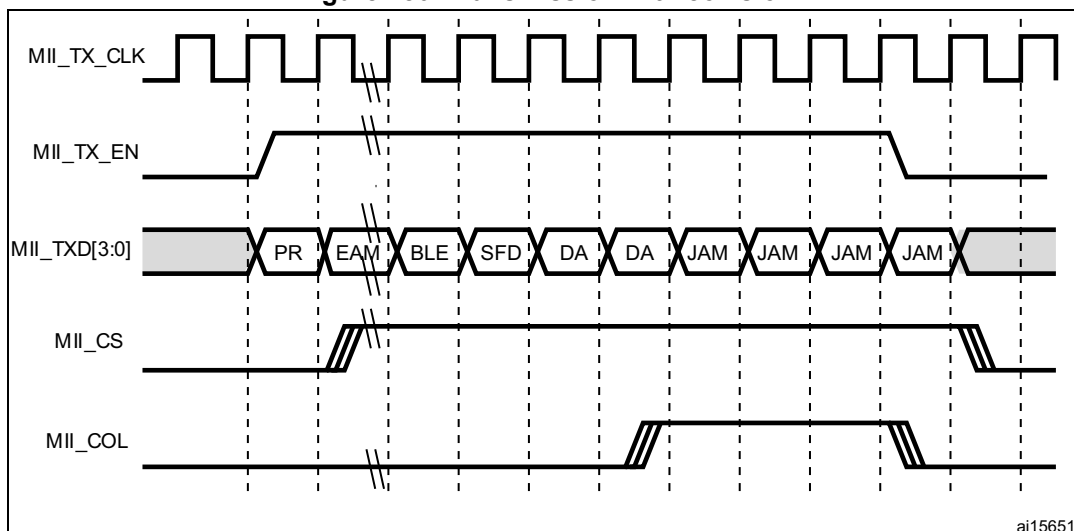 MII_TX_CLK
MII_TX_EN
MII_TXD[3:0]
PR EAM BLE SFD DA DA JAM JAM JAM JAM
MII_CS
MII_COL
ai15651